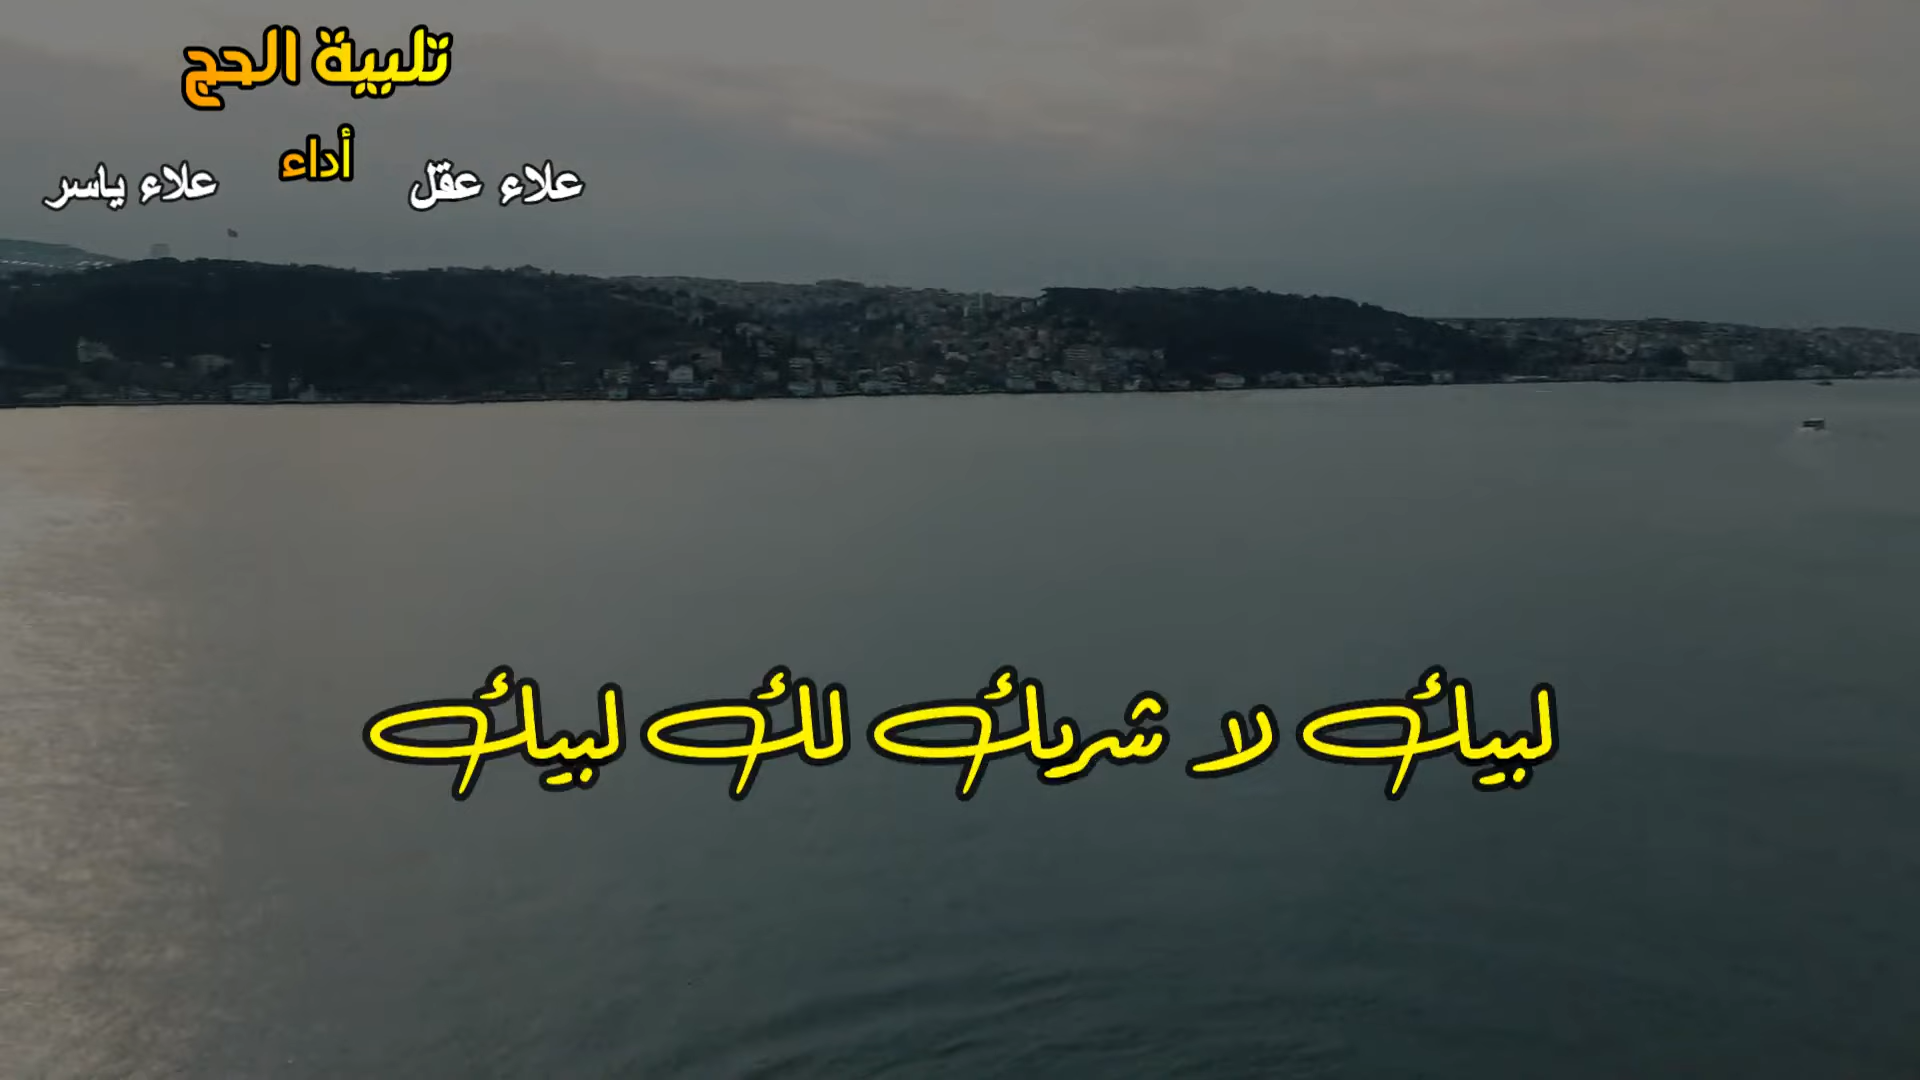 تلبية الحج
أداء
علاء عقل علاء ياسر
لبيك لا شريك لك لبيك